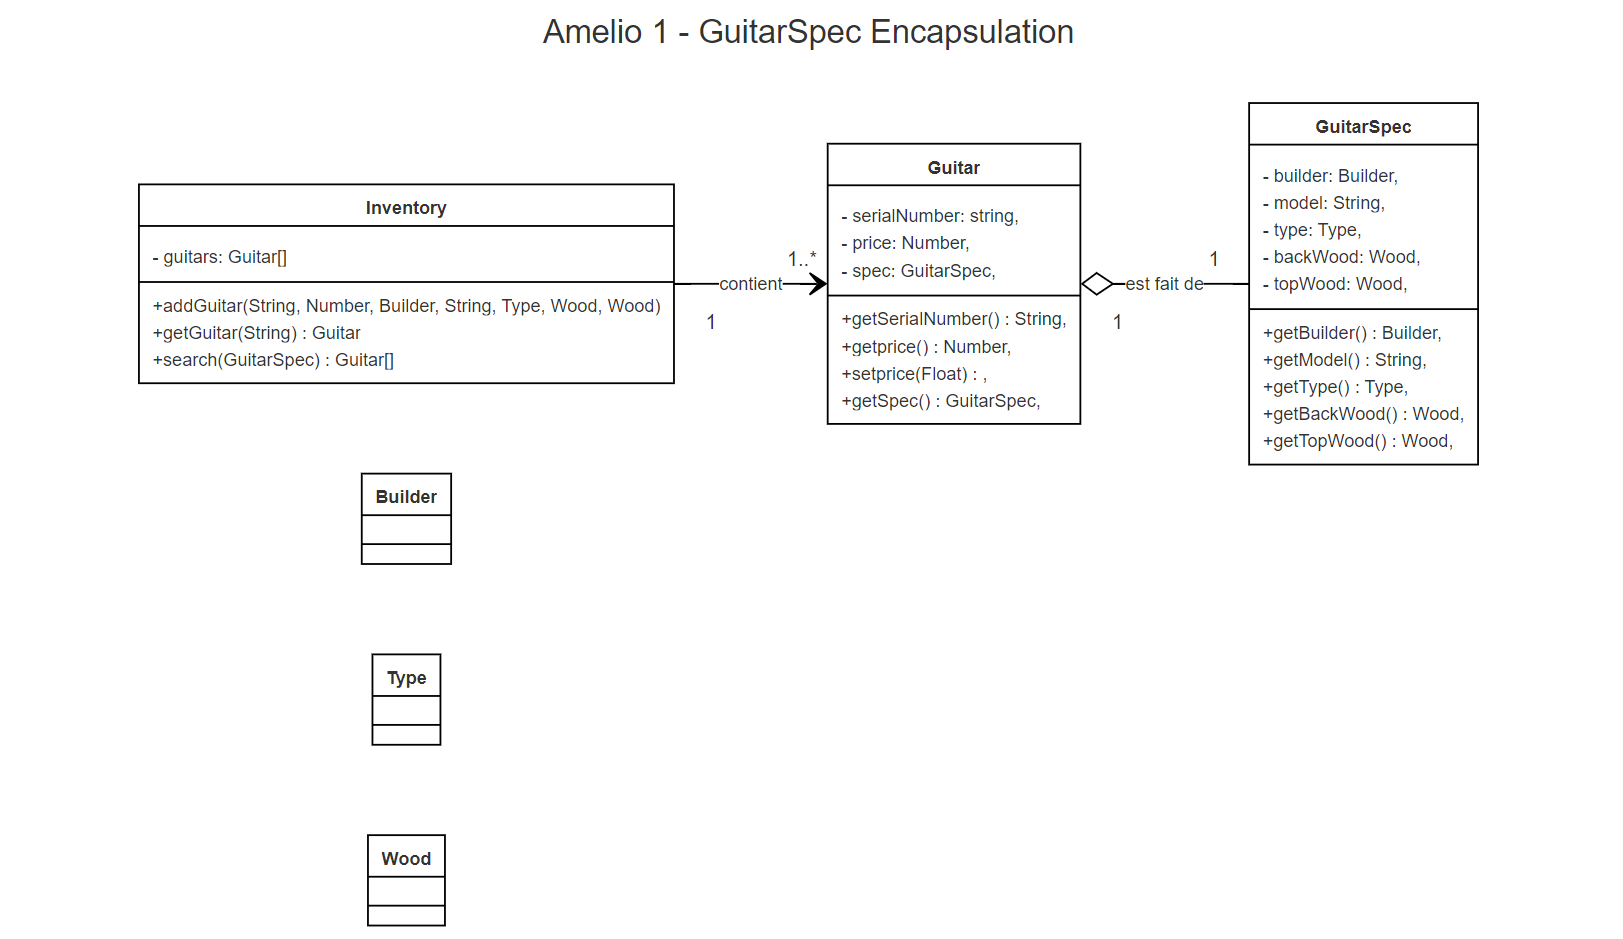 Amelio 1 - GuitarSpec Encapsulation
Inventory
- guitars: Guitar[]
+addGuitar(String, Number, Builder, String, Type, Wood, Wood)
+getGuitar(String) : Guitar
+search(GuitarSpec) : Guitar[]
contient
1
1..*
Guitar
- serialNumber: string,
- price: Number,
- spec: GuitarSpec,
+getSerialNumber() : String,
+getprice() : Number,
+setprice(Float) : ,
+getSpec() : GuitarSpec,
est fait de
1
1
GuitarSpec
- builder: Builder,
- model: String,
- type: Type,
- backWood: Wood,
- topWood: Wood,
+getBuilder() : Builder,
+getModel() : String,
+getType() : Type,
+getBackWood() : Wood,
+getTopWood() : Wood,
Builder
Type
Wood